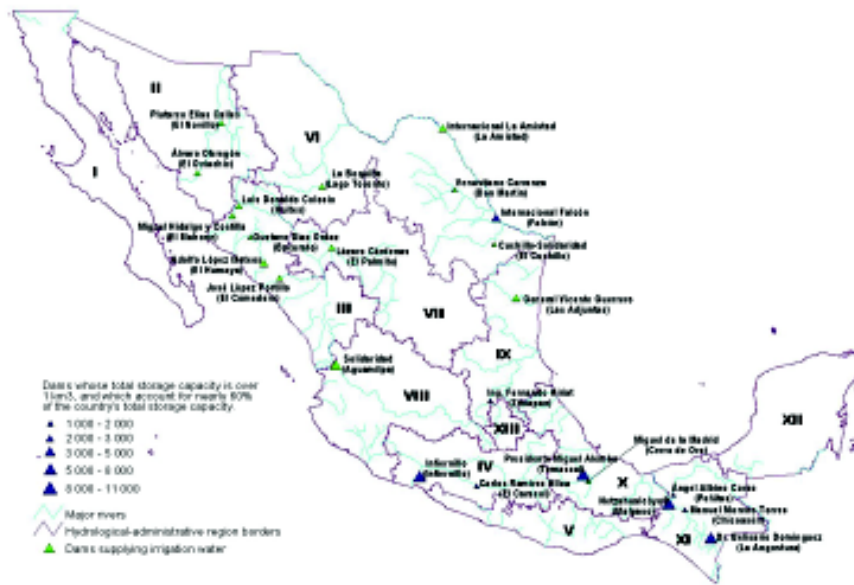 II
Plutarco Elías Calles
(El Novillo)
Internacional La Amistad
(La Amistad)
VI
Álvaro Obregón
I
La Boquilla
(Lago Toronto)
Venustiano Carranza
(Don Martín)
Luis Donaldo Colosio
(Huites)
Internacional Falcón
(Falcón)
Miguel Hidalgo y Costilla
(El Mahone)
Gustavo Díaz Ordaz
Lázaro Cárdenas
(El Palmito)
Cuchillo-Solidaridad
(El Cuchillo)
Adolfo López Mateos
(El Humaya)
José López Portillo
(El Comedero)
General Vicente Guerrero
(Las Adjuntas)
III
VII
IX
Solidaridad
(Aguamilpa)
Dams whose total storage capacity is over
1 km3, and which account for nearly 60%
of the country's total storage capacity.
1 000 - 2 000
2 000 - 3 000
3 000 - 5 000
5 000 - 8 000
8 000 - 11 000
Major rivers
Hydrological-administrative region borders
Dams supplying irrigation water
VIII
Ing. Fernando Hiriart
(Zimapán)
XIII
XII
Miguel de la Madrid
(Cerro de Oro)
Infiernillo
(Infiernillo)
IV
Presidente Miguel Alemán
(Temascal)
Carlos Ramírez Ulloa
(El Caracol)
X
Ángel Albino Corzo
(Peñitas)
Netzahualcóyotl
(Malpaso)
Manuel Moreno Torres
(Chicoasén)
V
XI
Dr. Belisario Domínguez
(La Angostura)